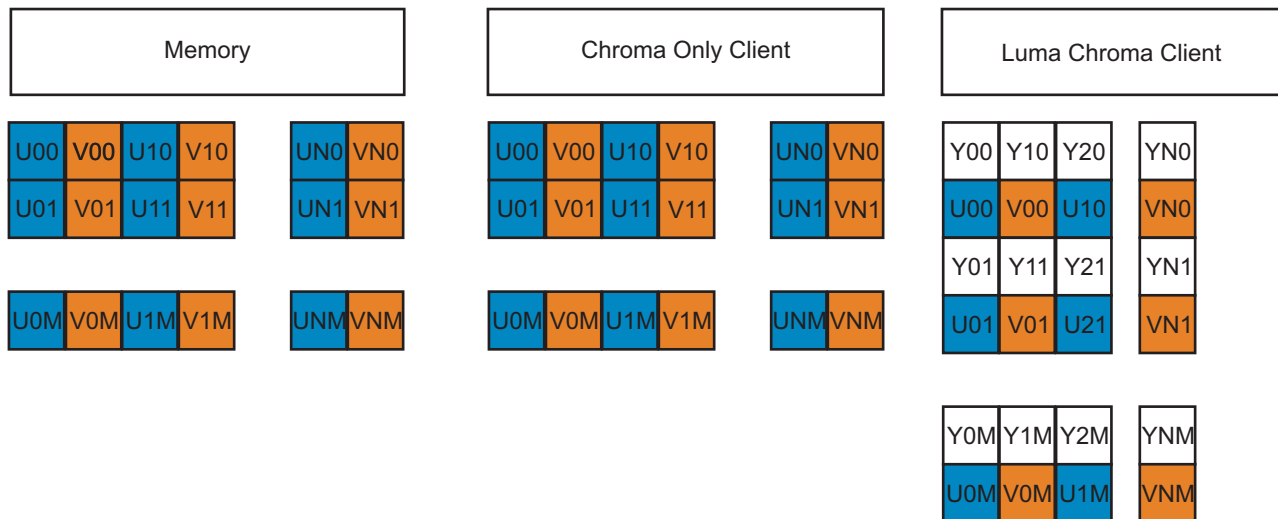 Memory Chroma Only Client Luma Chroma Client
U00 V00 U10 V10 UN0 VN0 U00 V00 U10 V10 UN0 VN0 Y00 Y10 Y20 YN0
U01 V01 U11 V11 UN1 VN1 U01 V01 U11 V11 UN1 VN1 U00 V00 U10 VN0
Y01 Y11 Y21 YN1
U0M V0M U1M V1M UNM VNM U0M V0M U1M V1M UNM VNM U01 V01 U21 VN1
Y0M Y1M Y2M YNM
U0M V0M U1M VNM